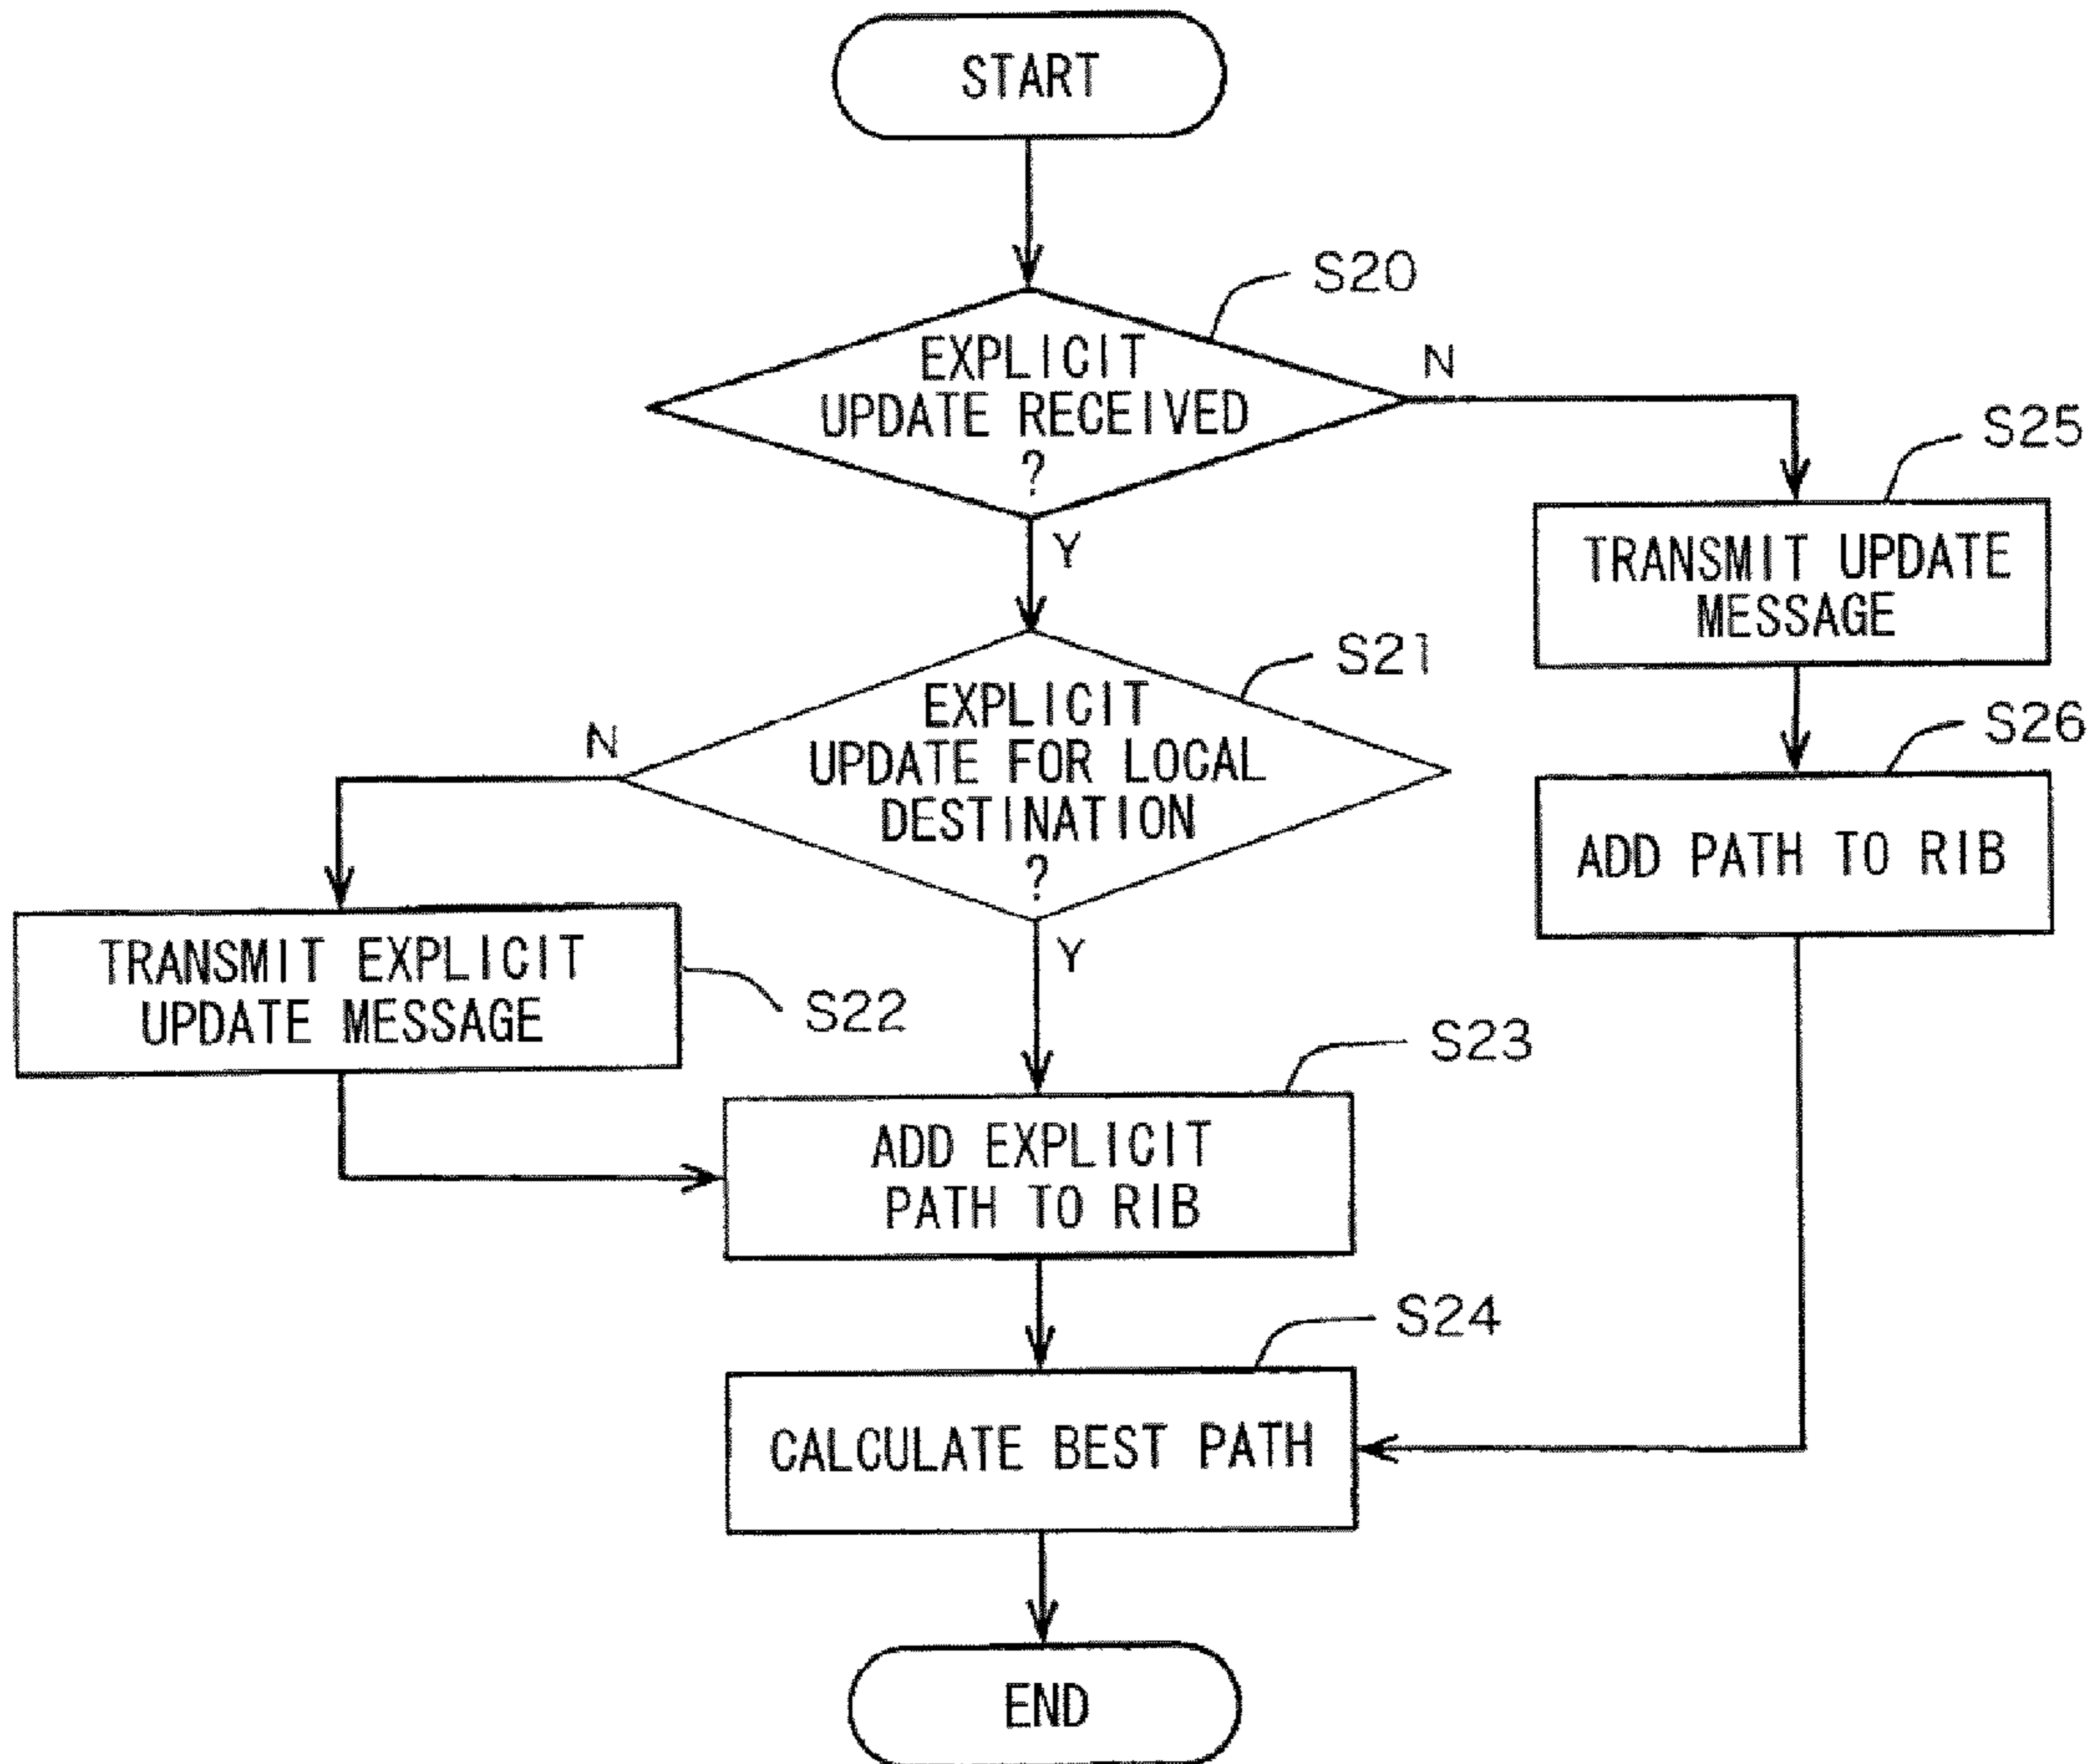 START
S20
EXPLICIT
UPDATE RECEIVED
?
N
Y
S25
TRANSMIT UPDATE
MESSAGE
S21
EXPLICIT
UPDATE FOR LOCAL
DESTINATION
?
N
Y
S26
ADD PATH TO RIB
TRANSMIT EXPLICIT
UPDATE MESSAGE
S22
S23
ADD EXPLICIT
PATH TO RIB
S24
CALCULATE BEST PATH
END